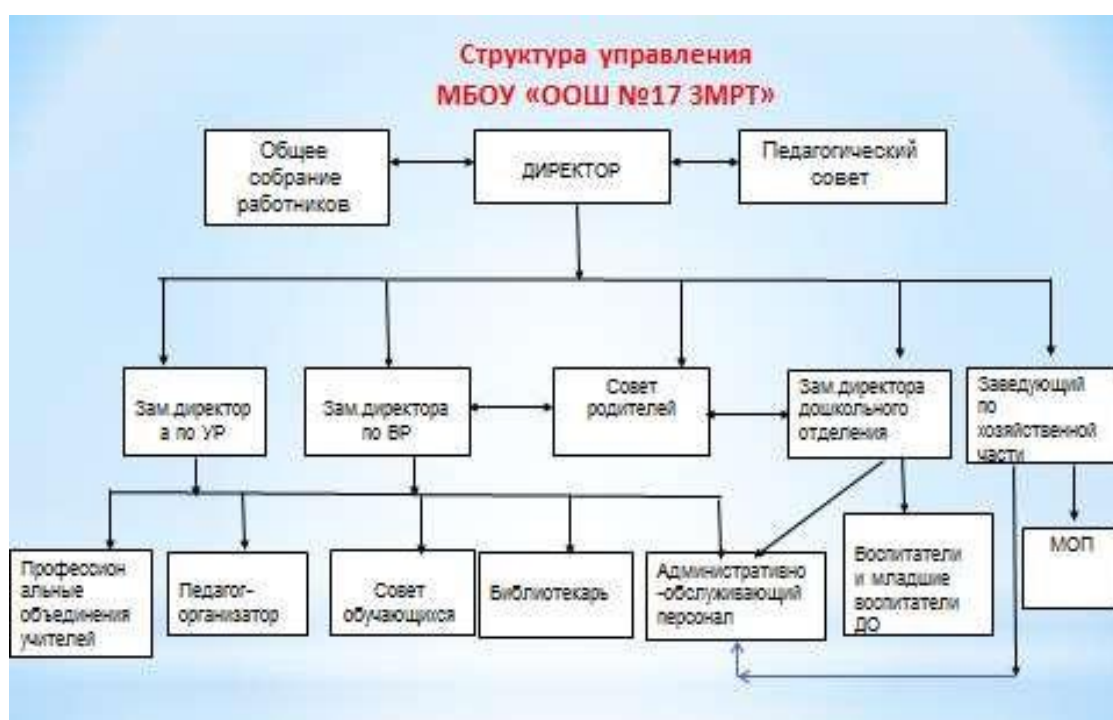 Структура управления
МБОУ «ООШ №17 ЗМРТ»
Общее
собрание
работников
ДИРЕКТОР
Педагогический
совет
Зам.директор
а по УР
Зам.директора
по ВР
Совет
родителей
Зам.директора
дошкольного
отделения
Заведующий
по
хозяйственной
части
Профессион
альные
объединения
учителей
Педагог-
организатор
Совет
обучающихся
Библиотекарь
Административно
-обслуживающий
персонал
Воспитатели
и младшие
воспитатели
ДО
МОП